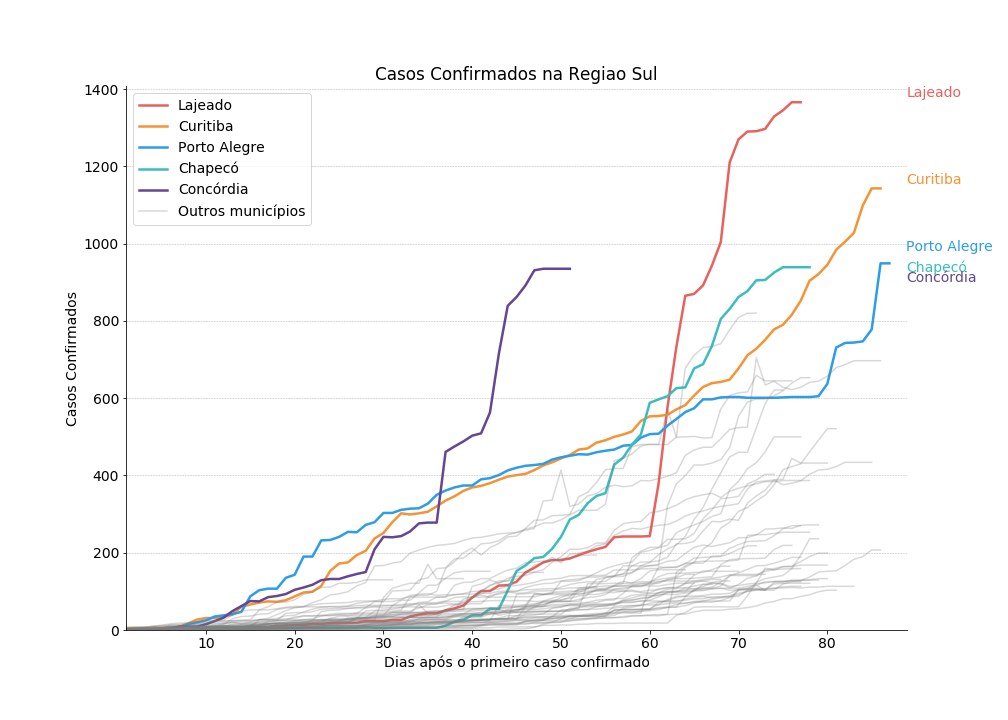 Casos Confirmados na Regiao Sul
Casos Confirmados
1400
1200
1000
800
600
400
200
0
Lajeado
Curitiba
Porto Alegre
Chapecó
Concórdia
Outros municípios
Lajeado
Curitiba
Porto Alegre
Chapecó
Concórdia
10 20 30 40 50 60 70 80
Dias após o primeiro caso confirmado